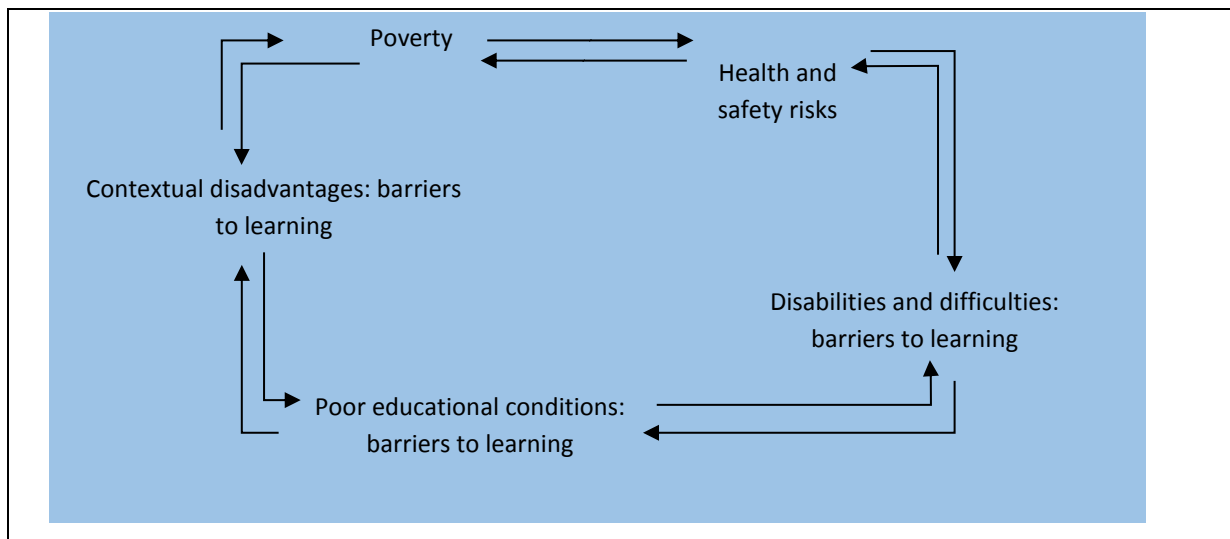 Poverty
Health and
safety risks
Contextual disadvantages: barriers
to learning
Disabilities and difficulties:
barriers to learning
Poor educational conditions:
barriers to learning